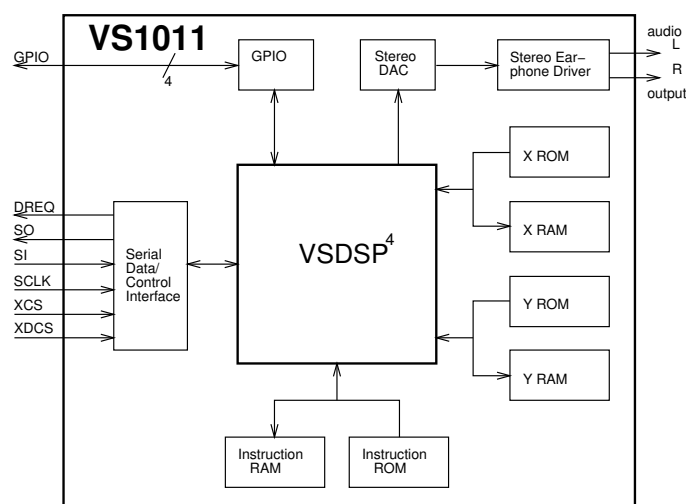 VS1011
GPIO
4
GPIO
Stereo
DAC
Stereo Ear-
phone Driver
audio
L
R
output
X ROM
X RAM
DREQ
SO
SI
SCLK
XCS
XDCS
Serial
Data/
Control
Interface
VSDSP4
Y ROM
Y RAM
Instruction
RAM
Instruction
ROM